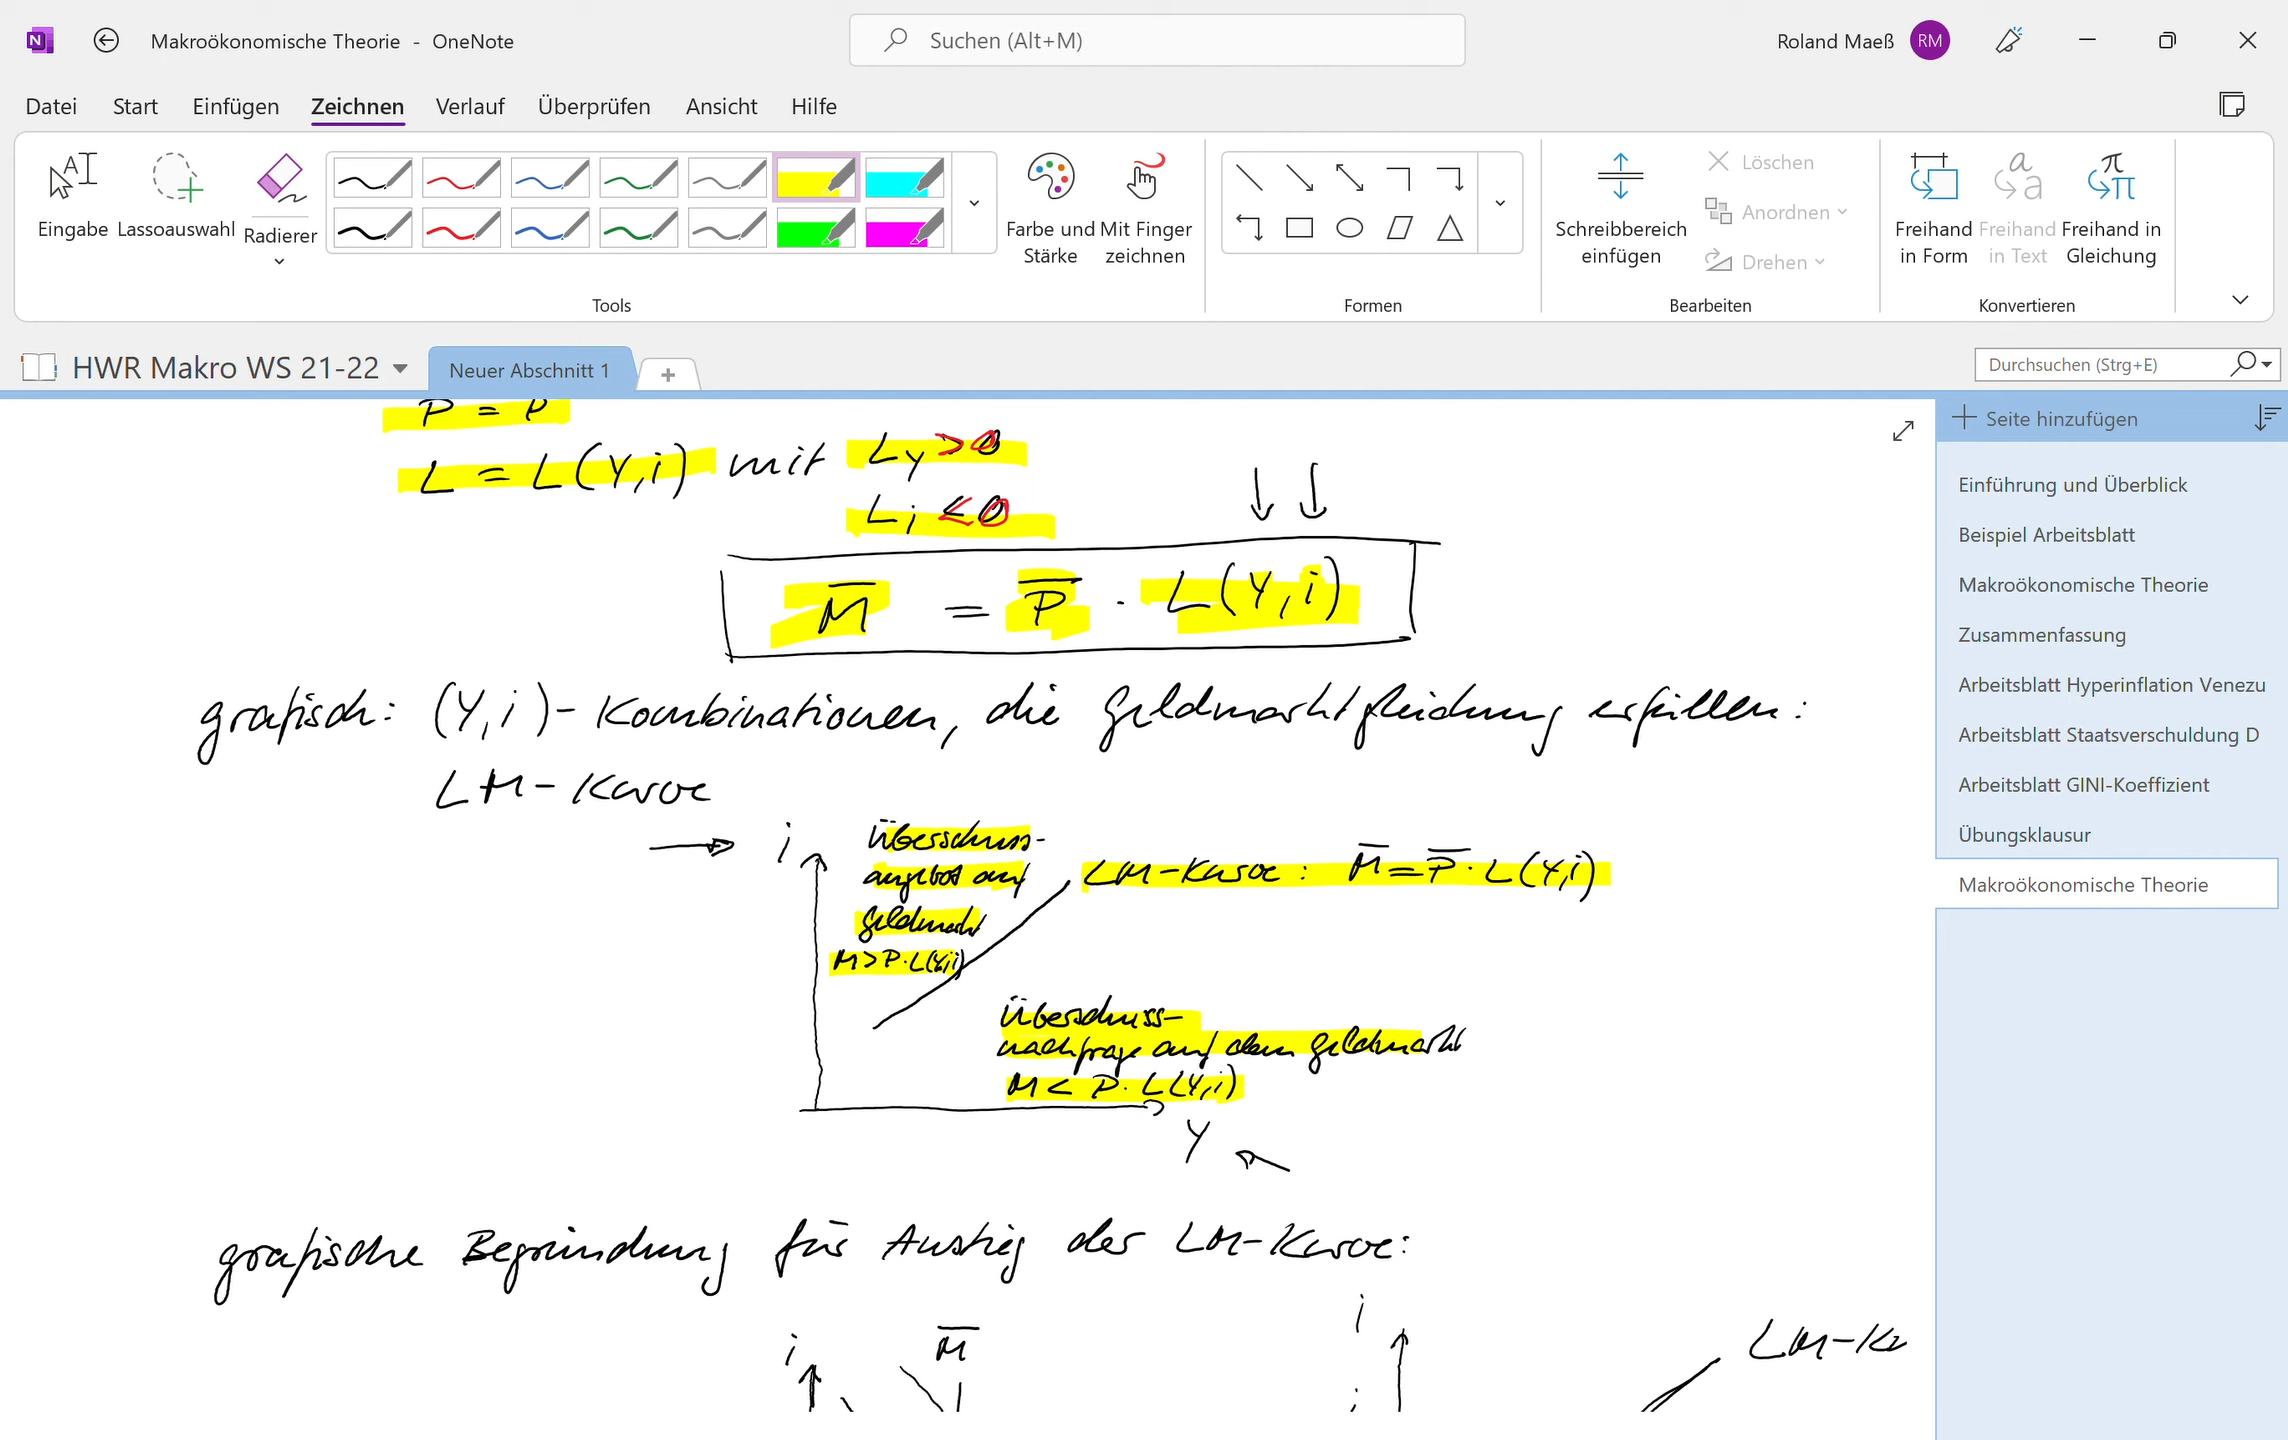 Makroökonomische Theorie - OneNote
Suchen (Alt+M)
Roland Maeß RM
Datei Start Einfügen Zeichnen Verlauf Überprüfen Ansicht Hilfe
Eingabe
Lassoauswahl
Radierer
Farbe und Stärke
Mit Finger zeichnen
Tools
Formen
Schreibbereich einfügen
Löschen
Anordnen
Drehen
Bearbeiten
Freihand in Form
Freihand in Text
Freihand in Gleichung
Konvertieren
HWR Makro WS 21-22
Neuer Abschnitt 1
Durchsuchen (Strg+E)
P = P
L = L(Y,i) mit L_Y > 0
L_i < 0
M̅ = P̅ · L(Y,i)
grafisch: (Y,i)-Kombinationen, die Geldmarktgleichung erfüllen:
LM-Kurve
i
Überschuss-
angebot auf
Geldmarkt
M > P·L(Y,i)
LM-Kurve: M̅ = P̅·L(Y,i)
Überschuss-
nachfrage auf dem Geldmarkt
M < P·L(Y,i)
Y
grafische Begründung für Anstieg der LM-Kurve:
i
M̅
i
LM-Ku
Seite hinzufügen
Einführung und Überblick
Beispiel Arbeitsblatt
Makroökonomische Theorie
Zusammenfassung
Arbeitsblatt Hyperinflation Venezu
Arbeitsblatt Staatsverschuldung D
Arbeitsblatt GINI-Koeffizient
Übungsklausur
Makroökonomische Theorie